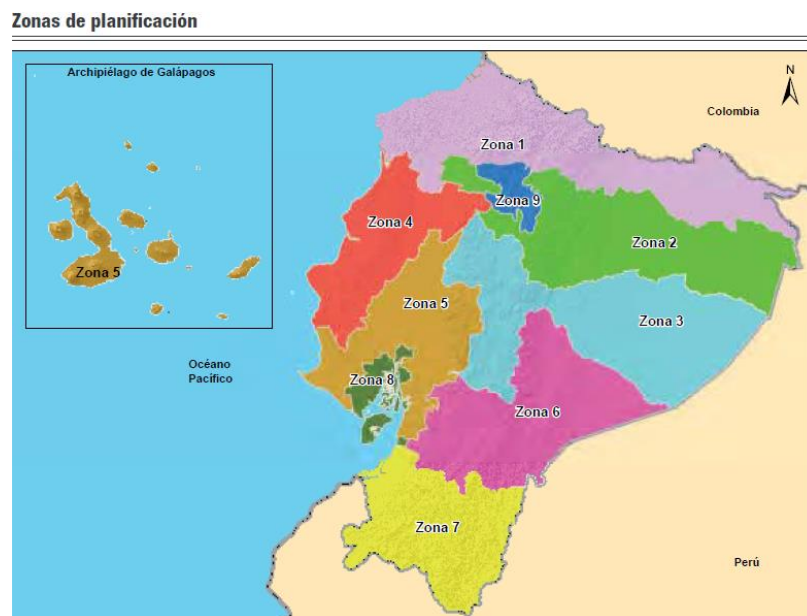 Zonas de planificación
Archipiélago de Galápagos
N
Colombia
Zona 1
Zona 9
Zona 4
Zona 2
Zona 5
Zona 5
Zona 3
Océano
Pacífico
Zona 8
Zona 6
Zona 7
Perú